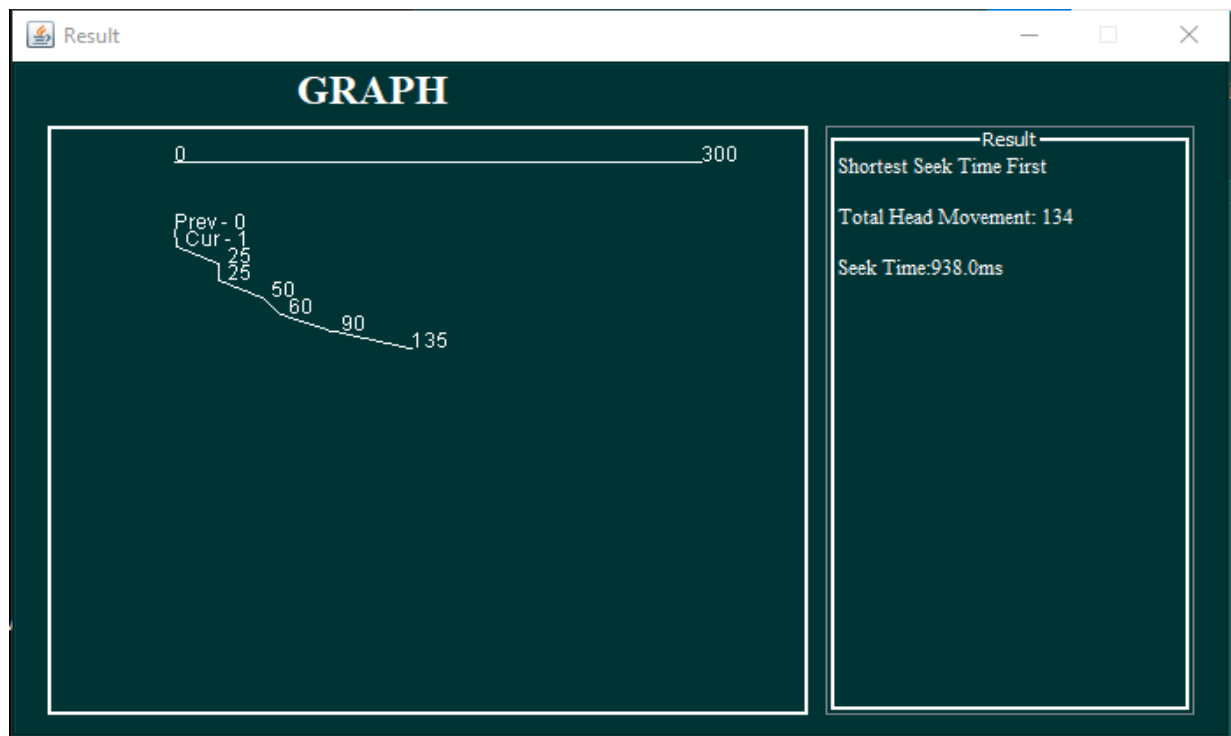 Result
GRAPH
0 300
Prev - 0
Cur - 1
25
25
50
60
90
135
Result
Shortest Seek Time First
Total Head Movement: 134
Seek Time:938.0ms